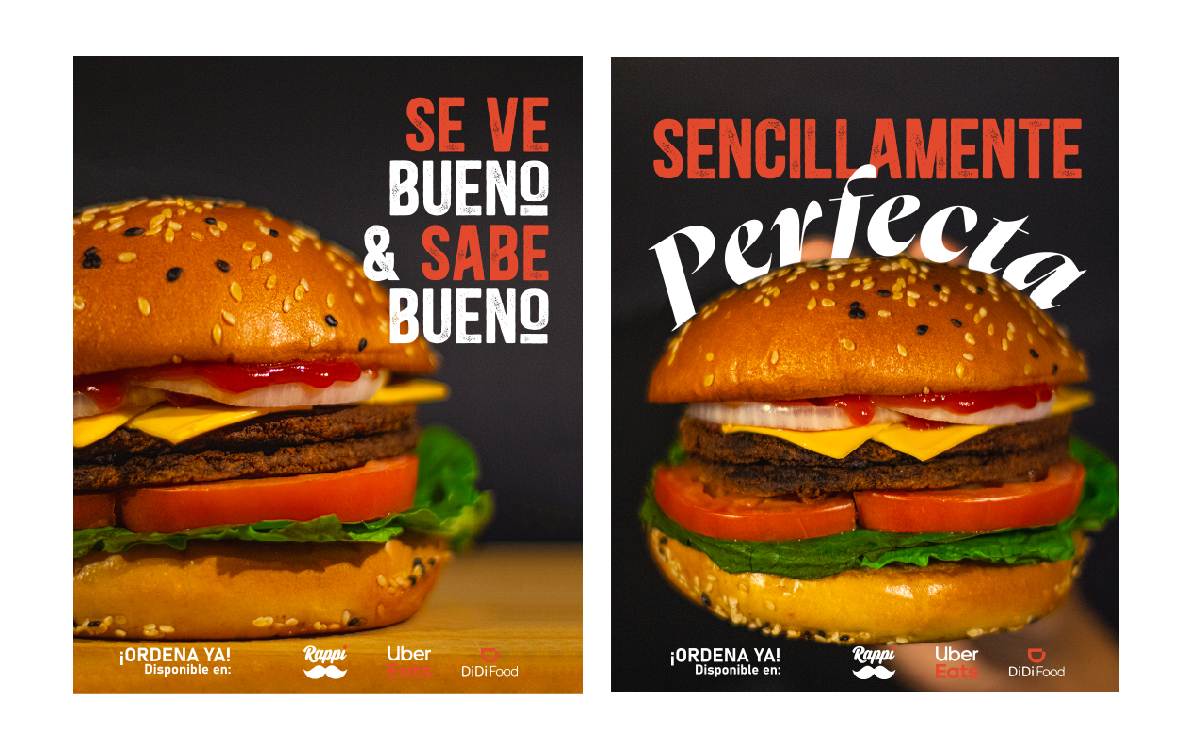 SE VE
BUENO
& SABE
BUENO
¡ORDENA YA!
Disponible en:
Rappi
Uber
Eats
DiDiFood
SENCILLAMENTE
Perfecta
¡ORDENA YA!
Disponible en:
Rappi
Uber
Eats
DiDiFood